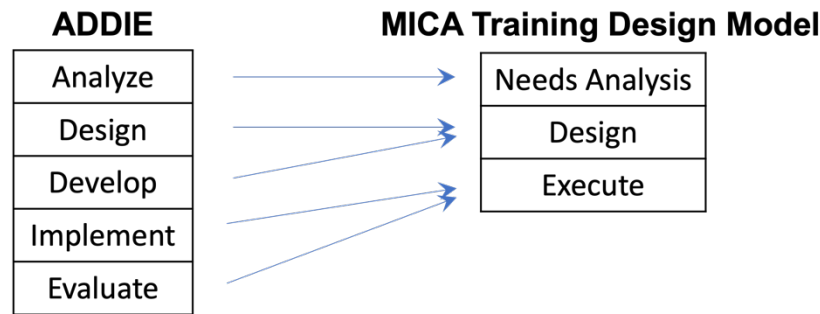 ADDIE
Analyze
Design
Develop
Implement
Evaluate
MICA Training Design Model
Needs Analysis
Design
Execute